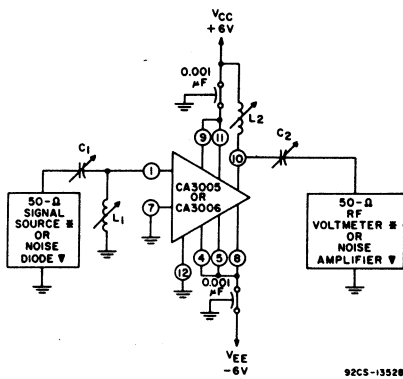 VCC
+6V
0.001
μF
L2
C1
C2
9
11
10
1
CA3005
OR
CA3006
7
L1
4
5
8
12
50-Ω
SIGNAL
SOURCE *
OR
NOISE
DIODE ▼
50-Ω
RF
VOLTMETER *
OR
NOISE
AMPLIFIER ▼
0.001
μF
VEE
-6V
92CS-13528